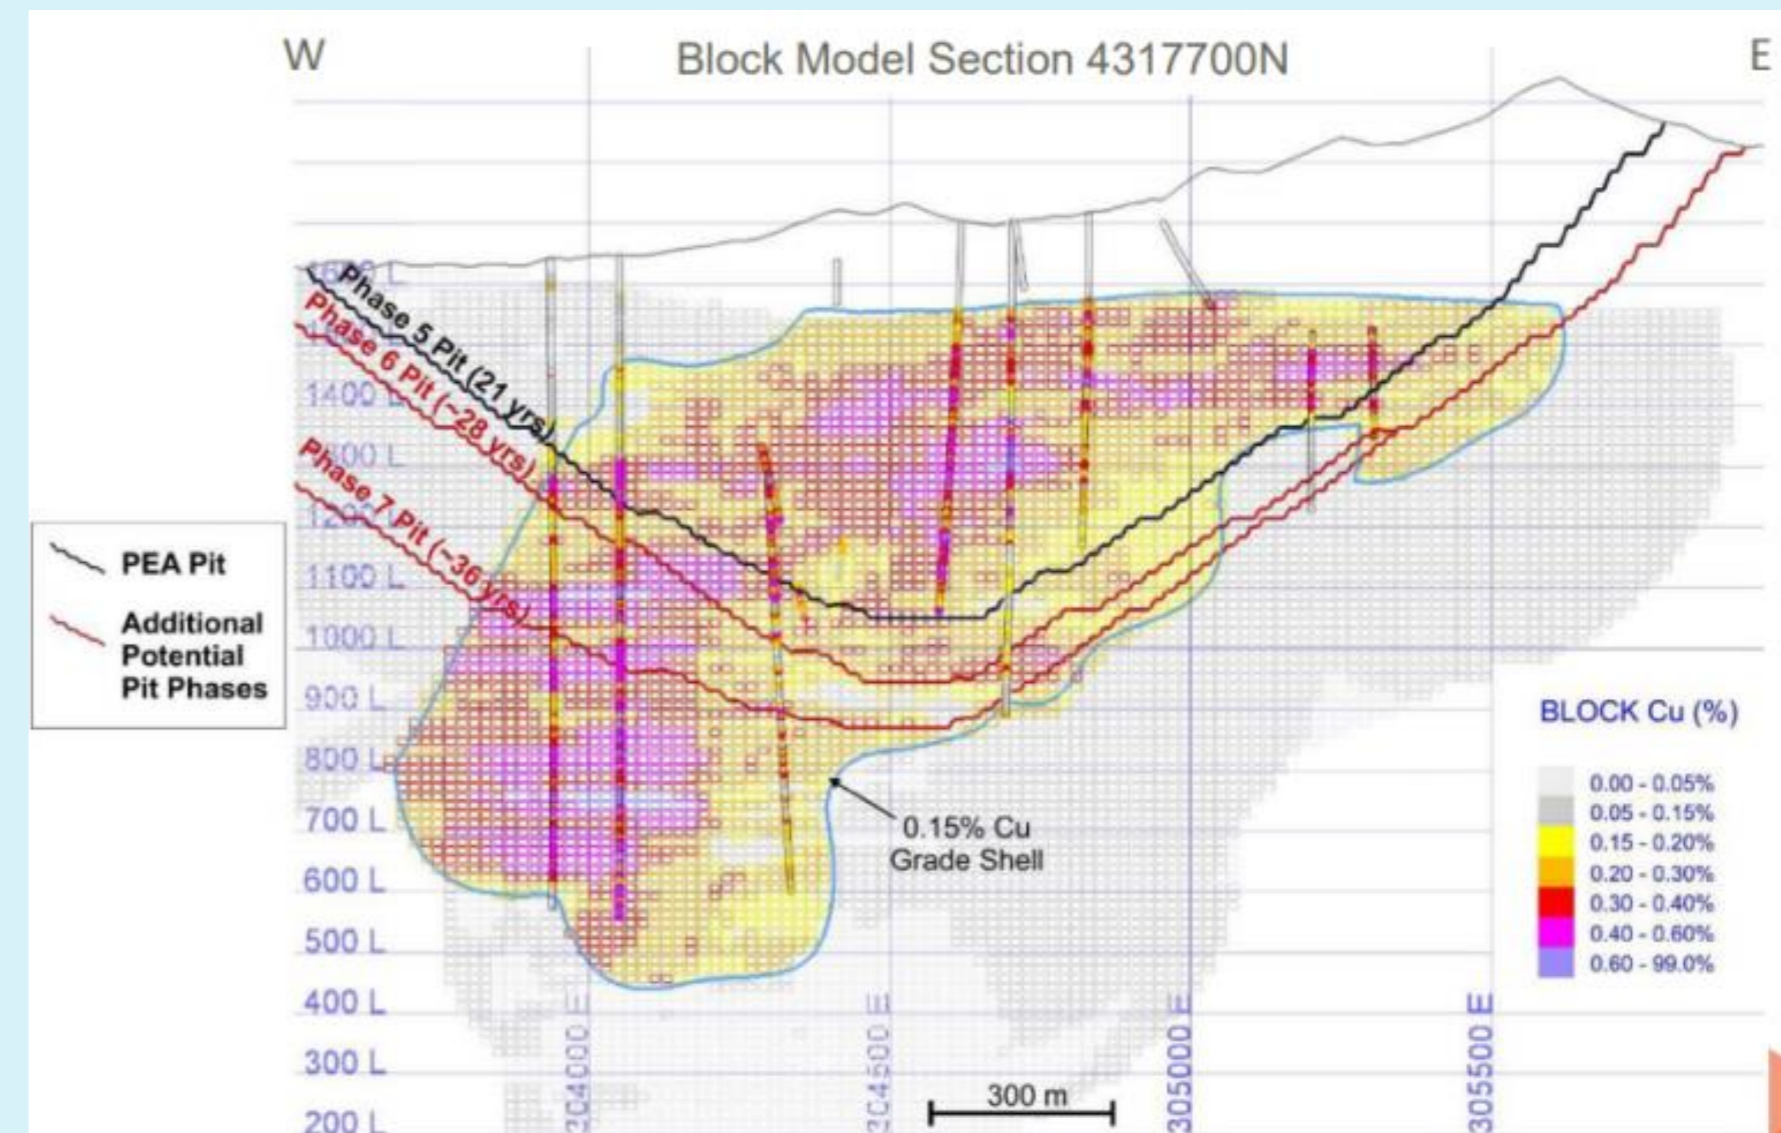 W
Block Model Section 4317700N
E
Phase 5 Pit (21 yrs)
Phase 6 Pit (~28 yrs)
Phase 7 Pit (~36 yrs)
1400 L
1100 L
1000 L
900 L
800 L
700 L
600 L
500 L
400 L
300 L
200 L
PEA Pit
Additional
Potential
Pit Phases
0.15% Cu
Grade Shell
BLOCK Cu (%)
0.00 - 0.05%
0.05 - 0.15%
0.15 - 0.20%
0.20 - 0.30%
0.30 - 0.40%
0.40 - 0.60%
0.60 - 99.0%
304000 E
304500 E
305000 E
305500 E
300 m